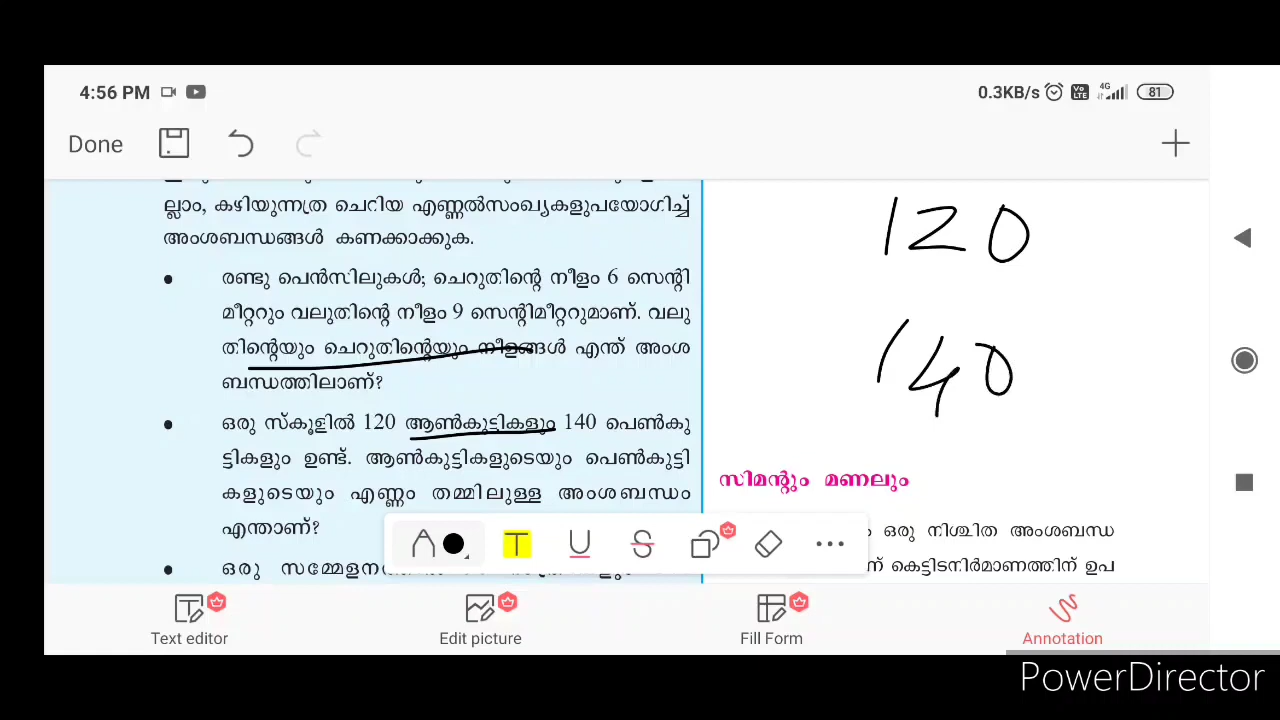 4:56 PM
0.3KB/s
Vo LTE
4G
81
Done
ല്ലാം, കഴിയുന്നത്ര ചെറിയ എണ്ണൽസംഖ്യകളുപയോഗിച്ച്
അംശബന്ധങ്ങൾ കണക്കാക്കുക.
• രണ്ടു പെൻസിലുകൾ; ചെറുതിന്റെ നീളം 6 സെന്റി
മീറ്ററും വലുതിന്റെ നീളം 9 സെന്റിമീറ്ററുമാണ്. വലു
തിന്റെയും ചെറുതിന്റെയും നീളങ്ങൾ എന്ത് അംശ
ബന്ധത്തിലാണ്?
• ഒരു സ്കൂളിൽ 120 ആൺകുട്ടികളും 140 പെൺകു
ട്ടികളും ഉണ്ട്. ആൺകുട്ടികളുടെയും പെൺകുട്ടി
കളുടെയും എണ്ണം തമ്മിലുള്ള അംശബന്ധം
എന്താണ്?
• ഒരു
120
140
സിമന്റും മണലും
ഒരു നിശ്ചിത അംശബന്ധ
കെട്ടിടനിർമാണത്തിന് ഉപ
T
U
S
Text editor
Edit picture
Fill Form
Annotation
PowerDirector